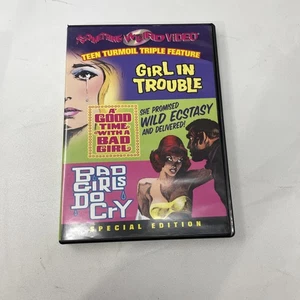 SOMETHING WEIRD VIDEO
TEEN TURMOIL TRIPLE FEATURE
GIRL IN
TROUBLE
A
GOOD
TIME
WITH A
BAD
GIRL
SHE PROMISED
WILD ECSTASY
AND DELIVERED!
BAD
GIRLS
DO
CRY
SPECIAL EDITION